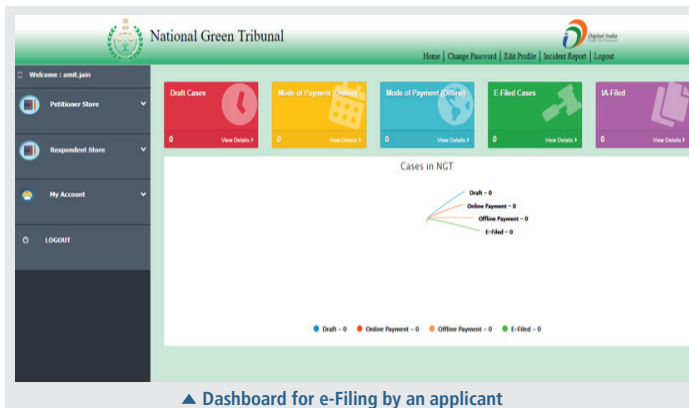 National Green Tribunal
Digital India
Home | Change Password | Edit Profile | Incident Report | Logout
Welcome : amit.jain
Petitioner Store
Respondent Store
My Account
LOGOUT
Draft Cases
0 View Details >
Mode of Payment (Online)
0 View Details >
Mode of Payment (Offline)
0 View Details >
E-Filed Cases
0 View Details >
IA-Filed
0 View Details >
Cases in NGT
Draft - 0
Online Payment - 0
Offline Payment - 0
E-Filed - 0
Draft - 0 Online Payment - 0 Offline Payment - 0 E-Filed - 0
▲ Dashboard for e-Filing by an applicant